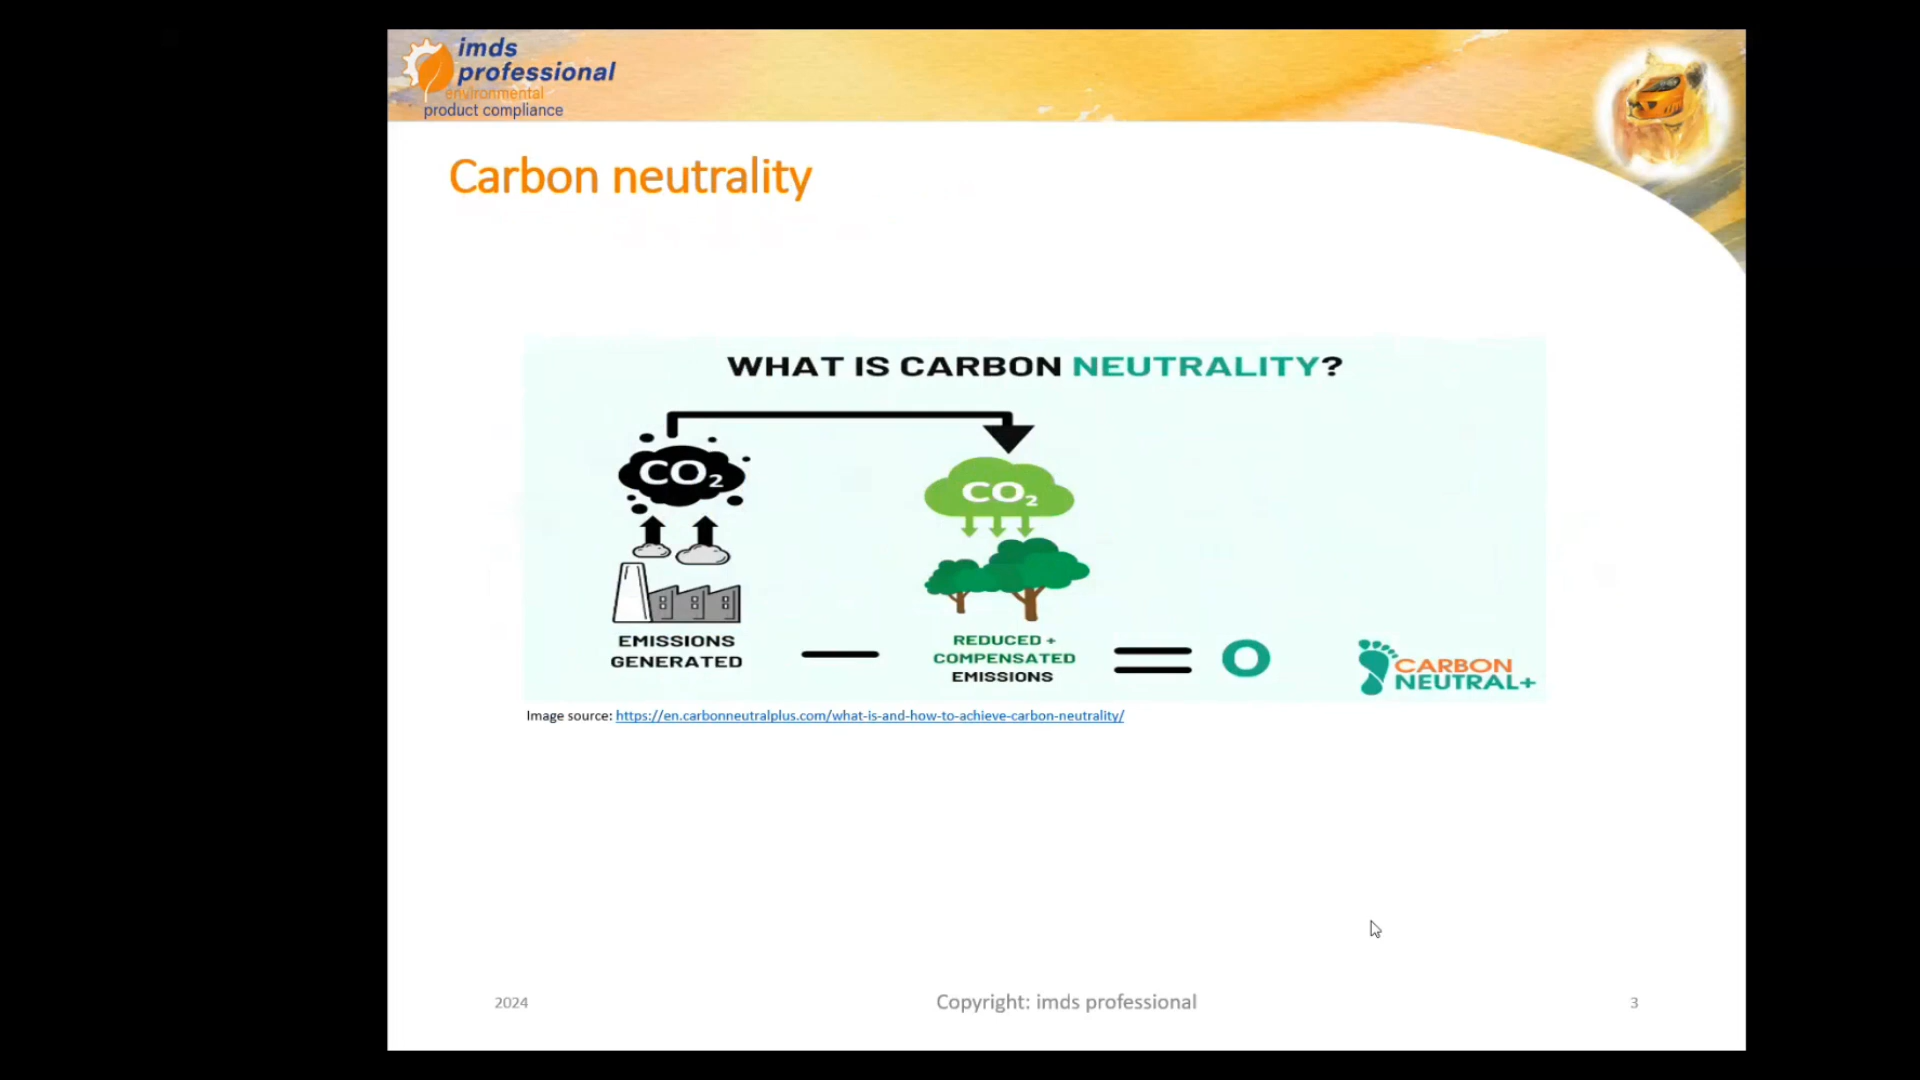 imds
professional
environmental
product compliance
Carbon neutrality
WHAT IS CARBON NEUTRALITY?
CO2
CO2
EMISSIONS
GENERATED
—
REDUCED +
COMPENSATED
EMISSIONS
=
0
CARBON
NEUTRAL+
Image source: https://en.carbonneutralplus.com/what-is-and-how-to-achieve-carbon-neutrality/
2024
Copyright: imds professional
3